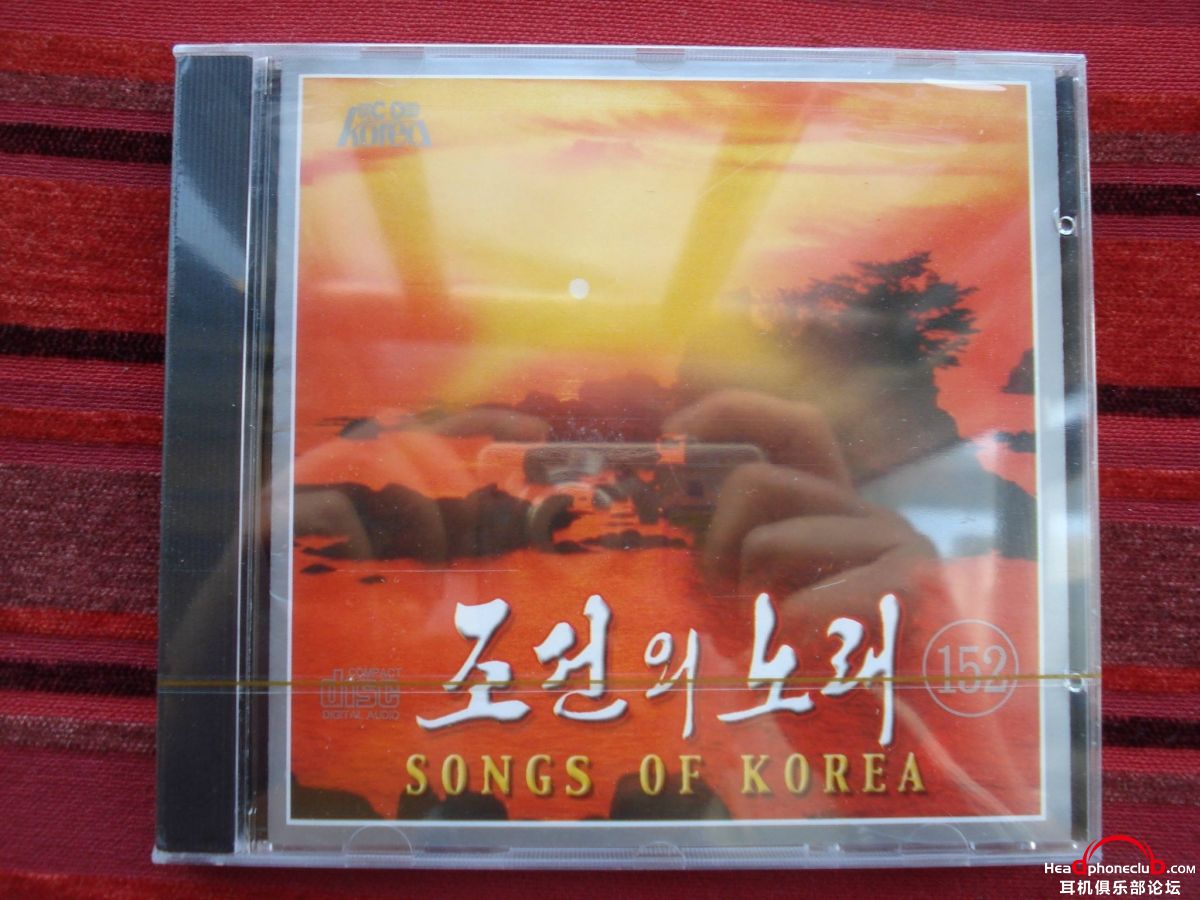 Korea
조선의 노래
152
COMPACT
disc
DIGITAL AUDIO
SONGS OF KOREA
Headphoneclub.com
耳机俱乐部论坛